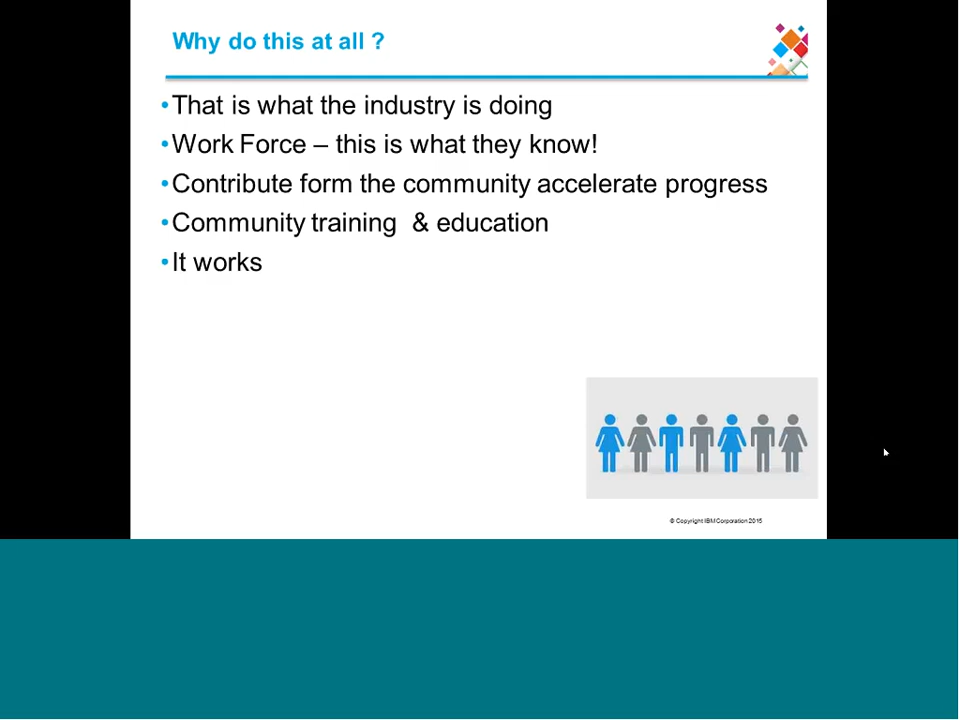 Why do this at all ?
•That is what the industry is doing
•Work Force – this is what they know!
•Contribute form the community accelerate progress
•Community training  & education
•It works
© Copyright IBM Corporation 2015